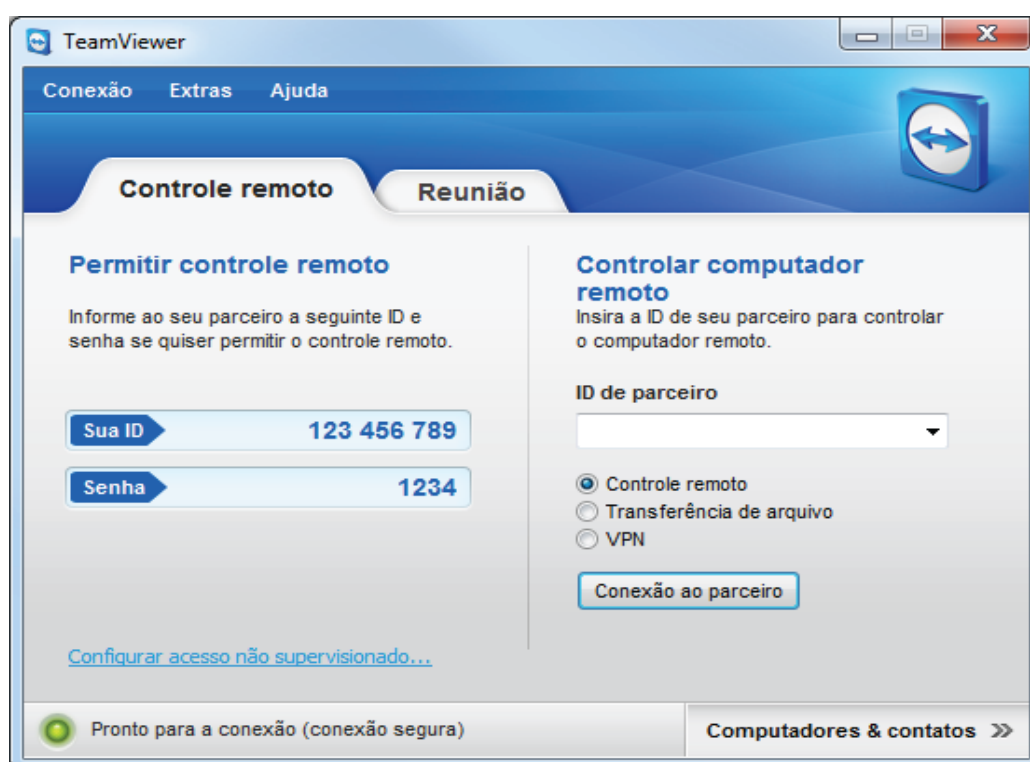 TeamViewer
Conexão Extras Ajuda
Controle remoto Reunião
Permitir controle remoto
Informe ao seu parceiro a seguinte ID e
senha se quiser permitir o controle remoto.
Sua ID 123 456 789
Senha 1234
Configurar acesso não supervisionado...
Controlar computador
remoto
Insira a ID de seu parceiro para controlar
o computador remoto.
ID de parceiro
Controle remoto
Transferência de arquivo
VPN
Conexão ao parceiro
Pronto para a conexão (conexão segura)
Computadores & contatos »